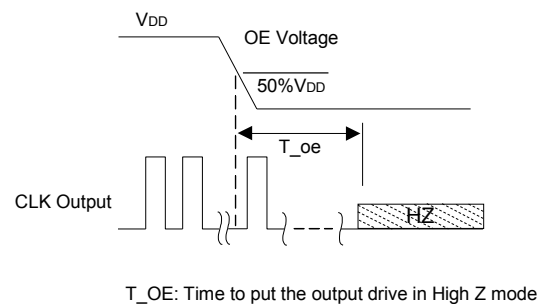 VDD
OE Voltage
50%VDD
T_oe
CLK Output
HZ
T_OE: Time to put the output drive in High Z mode